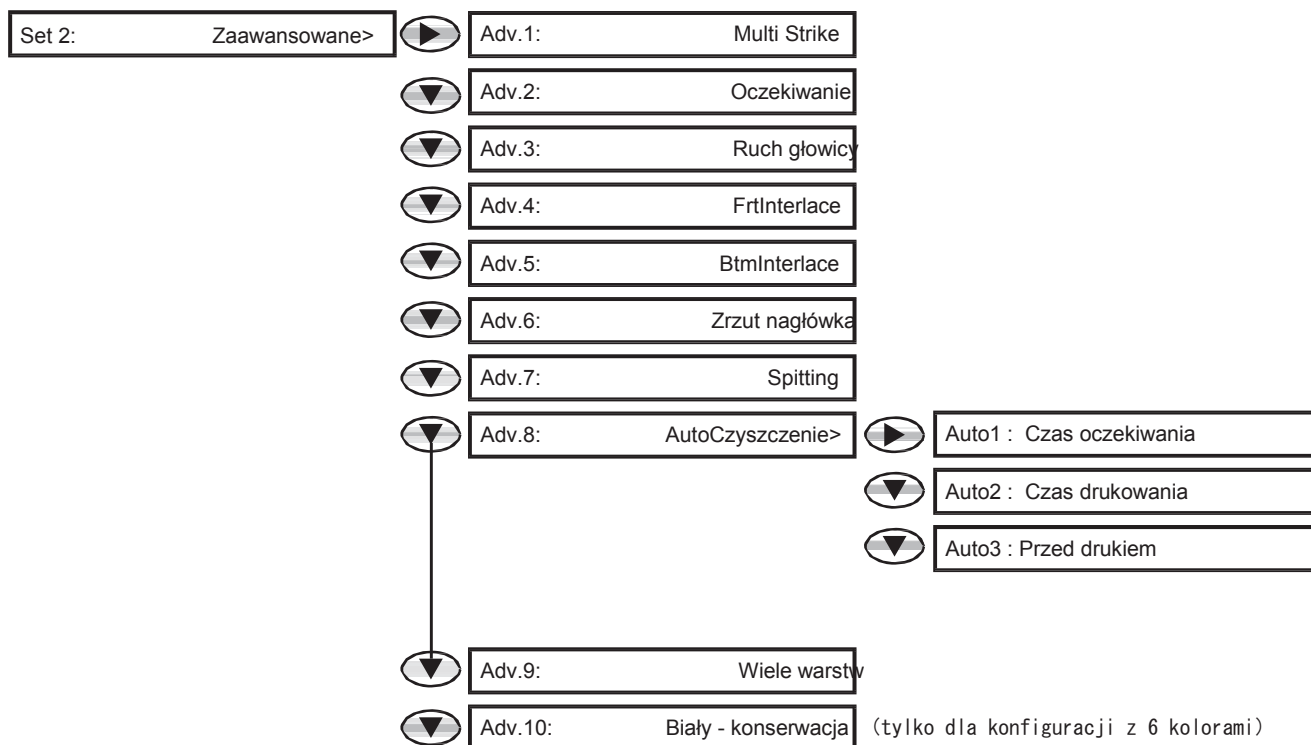 Set 2: Zaawansowane>
Adv.1: Multi Strike
Adv.2: Oczekiwanie
Adv.3: Ruch głowicy
Adv.4: FrtInterlace
Adv.5: BtmInterlace
Adv.6: Zrzut nagłówka
Adv.7: Spitting
Adv.8: AutoCzyszczenie>
Auto1 : Czas oczekiwania
Auto2 : Czas drukowania
Auto3 : Przed drukiem
Adv.9: Wiele warstw
Adv.10: Biały - konserwacja (tylko dla konfiguracji z 6 kolorami)